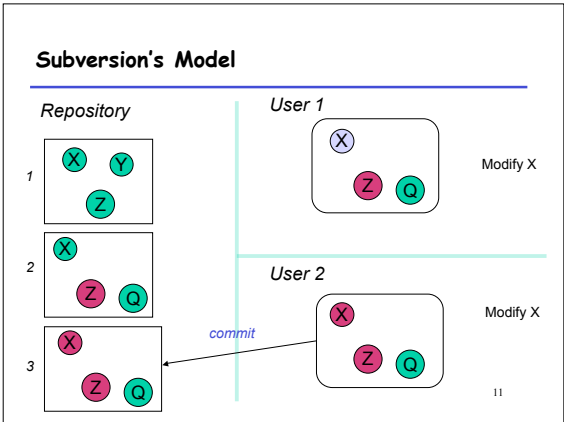 Subversion's Model
Repository
User 1
1
X
Y
Z
X
Z
Q
Modify X
2
X
Z
Q
User 2
3
X
Z
Q
commit
X
Z
Q
Modify X
11